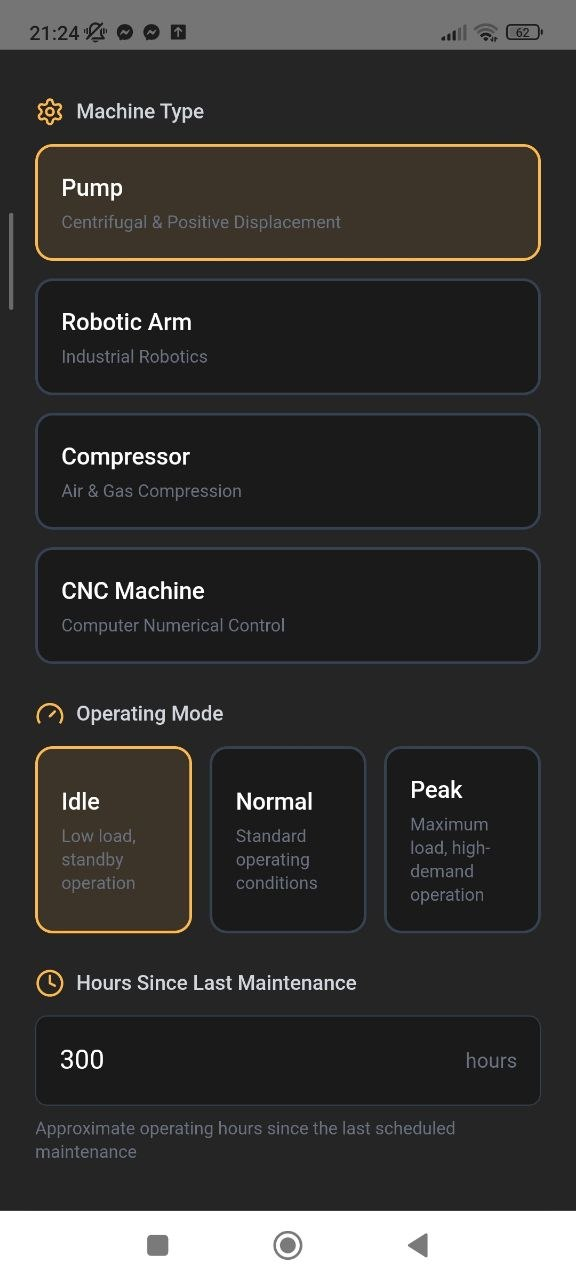 21:24
62
Machine Type
Pump
Centrifugal & Positive Displacement
Robotic Arm
Industrial Robotics
Compressor
Air & Gas Compression
CNC Machine
Computer Numerical Control
Operating Mode
Idle
Low load,
standby
operation
Normal
Standard
operating
conditions
Peak
Maximum
load, high-
demand
operation
Hours Since Last Maintenance
300 hours
Approximate operating hours since the last scheduled
maintenance